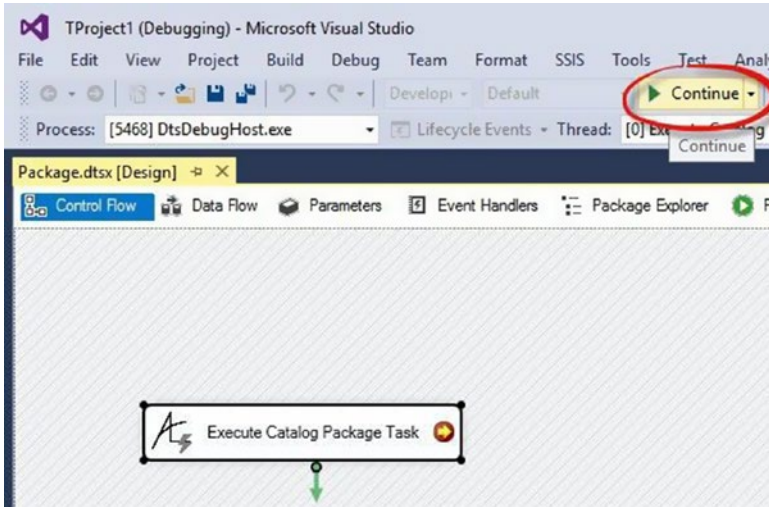 TProject1 (Debugging) - Microsoft Visual Studio
File Edit View Project Build Debug Team Format SSIS Tools Test
Default Continue
Process: [5468] DtsDebugHost.exe Lifecycle Events Thread: [0]
Continue
Package.dtsx [Design]
Control Flow Data Flow Parameters Event Handlers Package Explorer
Execute Catalog Package Task